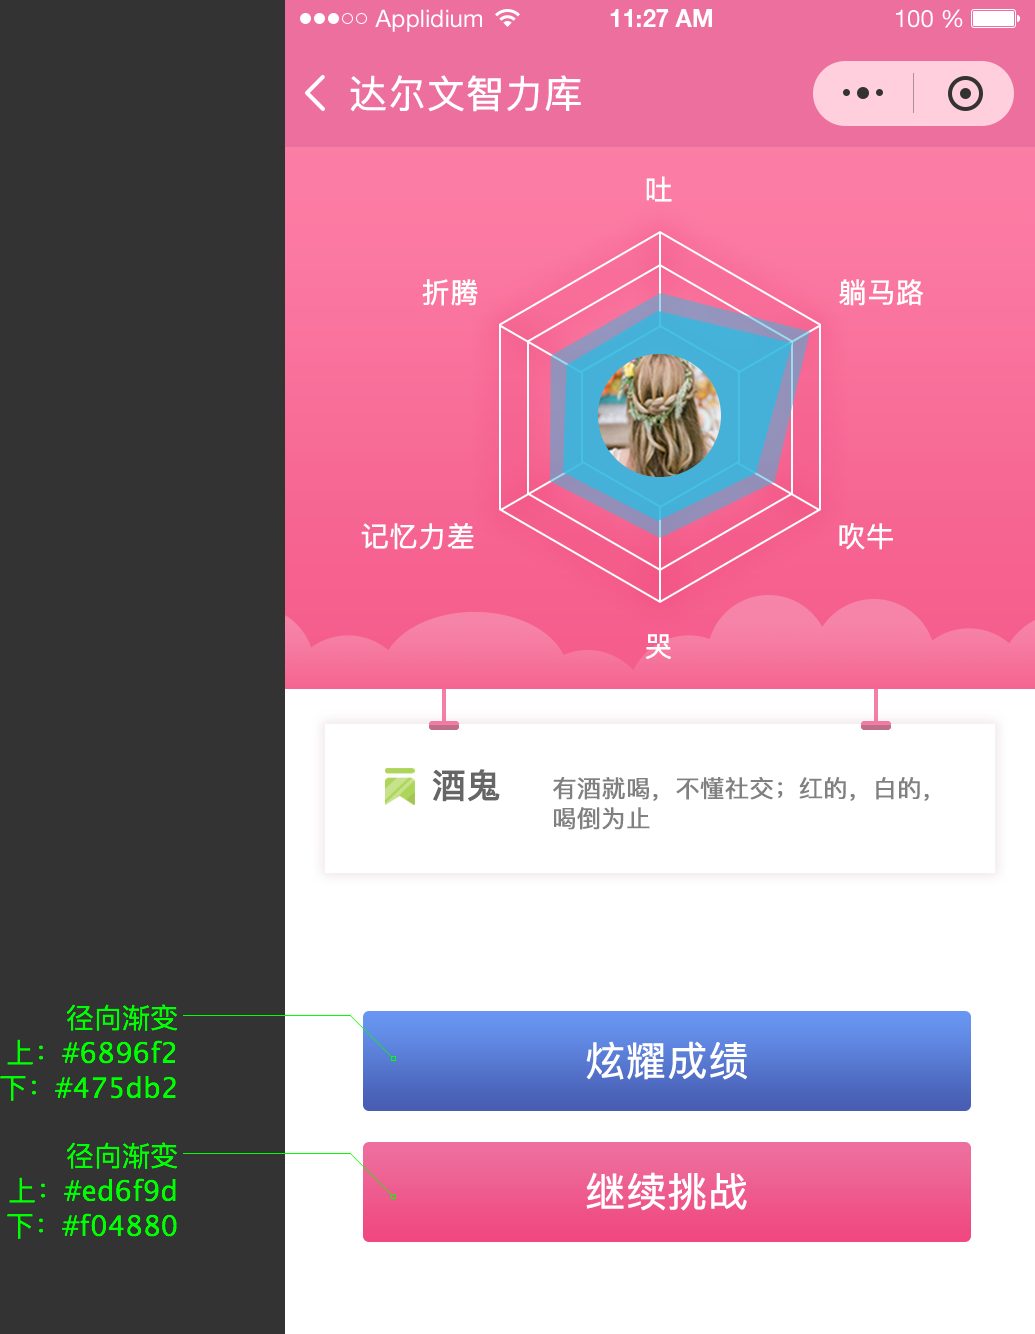 Applidium
11:27 AM
100 %
达尔文智力库
吐
折腾
躺马路
记忆力差
吹牛
哭
酒鬼
有酒就喝，不懂社交；红的，白的，
喝倒为止
径向渐变
上：#6896f2
下：#475db2
炫耀成绩
径向渐变
上：#ed6f9d
下：#f04880
继续挑战